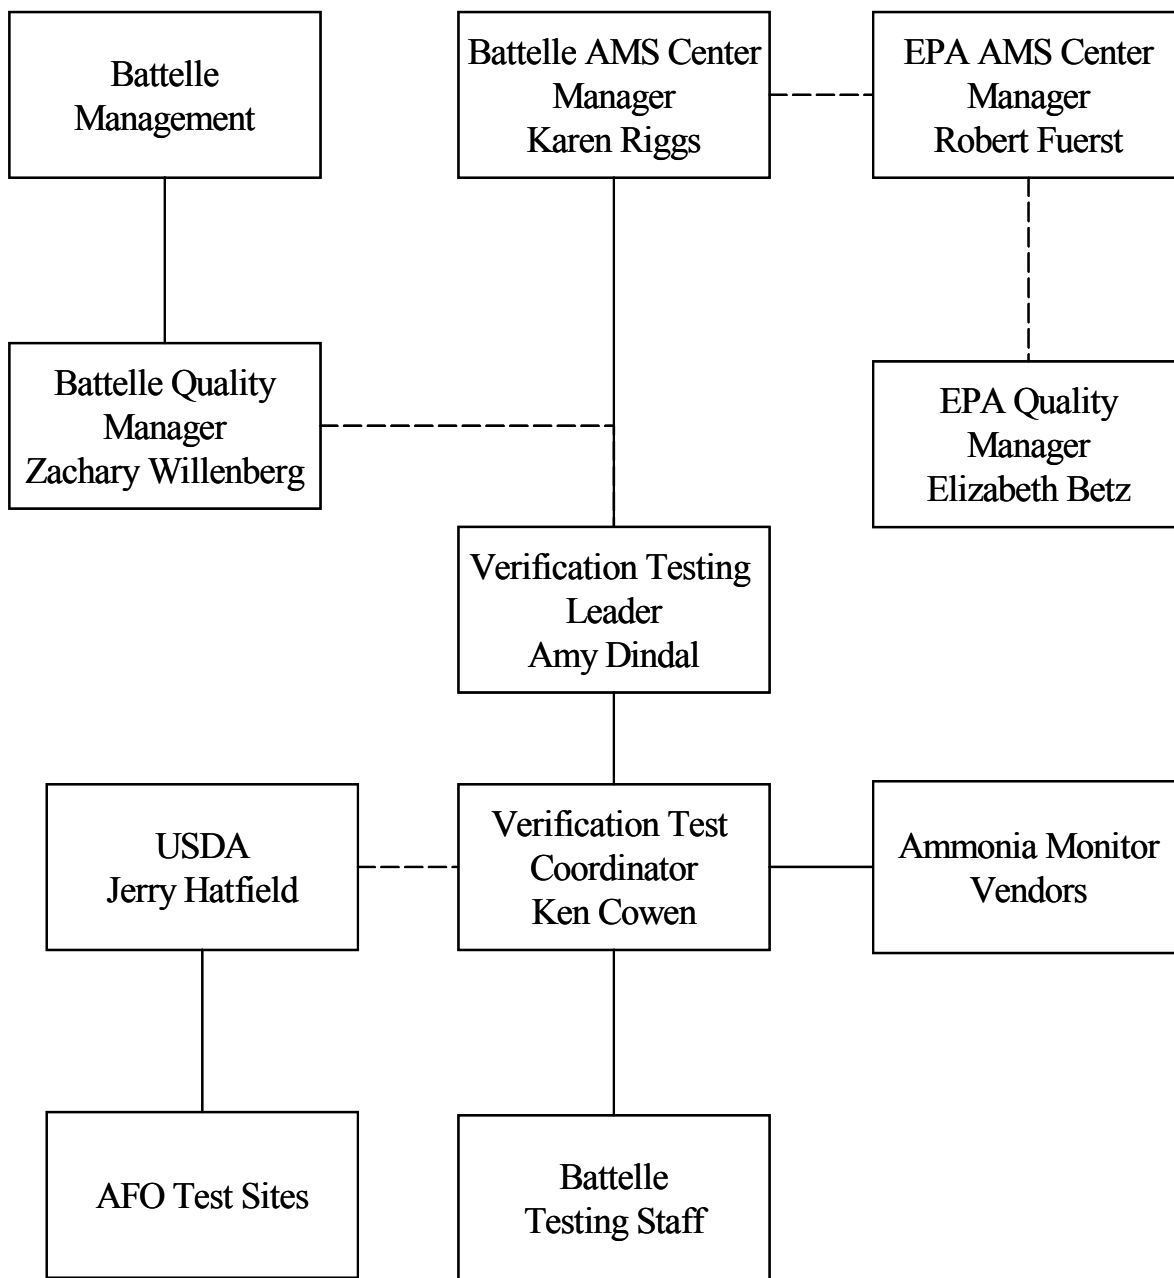 Battelle
Management
Battelle AMS Center
Manager
Karen Riggs
EPA AMS Center
Manager
Robert Fuerst
Battelle Quality
Manager
Zachary Willenberg
EPA Quality
Manager
Elizabeth Betz
Verification Testing
Leader
Amy Dindal
USDA
Jerry Hatfield
Verification Test
Coordinator
Ken Cowen
Ammonia Monitor
Vendors
AFO Test Sites
Battelle
Testing Staff